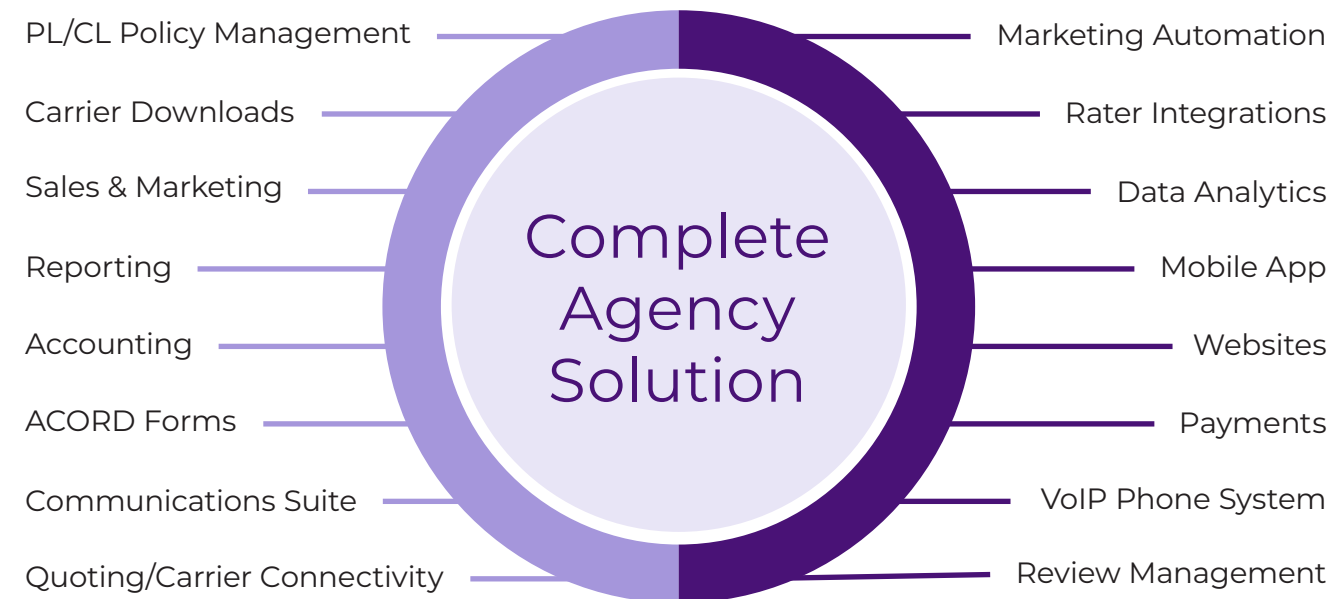 PL/CL Policy Management
Carrier Downloads
Sales & Marketing
Reporting
Accounting
ACORD Forms
Communications Suite
Quoting/Carrier Connectivity
Complete
Agency
Solution
Marketing Automation
Rater Integrations
Data Analytics
Mobile App
Websites
Payments
VoIP Phone System
Review Management